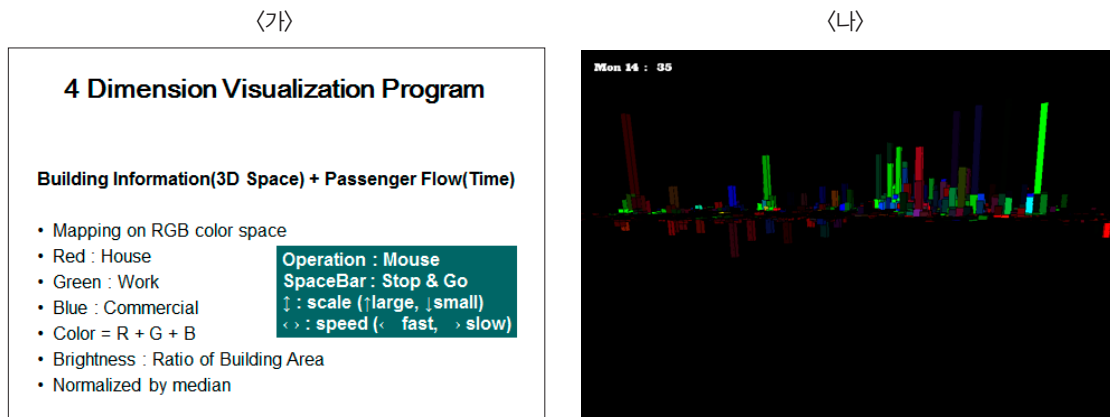 〈가〉
〈나〉
4 Dimension Visualization Program
Building Information(3D Space) + Passenger Flow(Time)
• Mapping on RGB color space
• Red : House
• Green : Work
• Blue : Commercial
• Color = R + G + B
• Brightness : Ratio of Building Area
• Normalized by median
Operation : Mouse
SpaceBar : Stop & Go
↕ : scale (↑large, ↓small)
‹ › : speed (‹ fast, › slow)
Mon 14 : 35